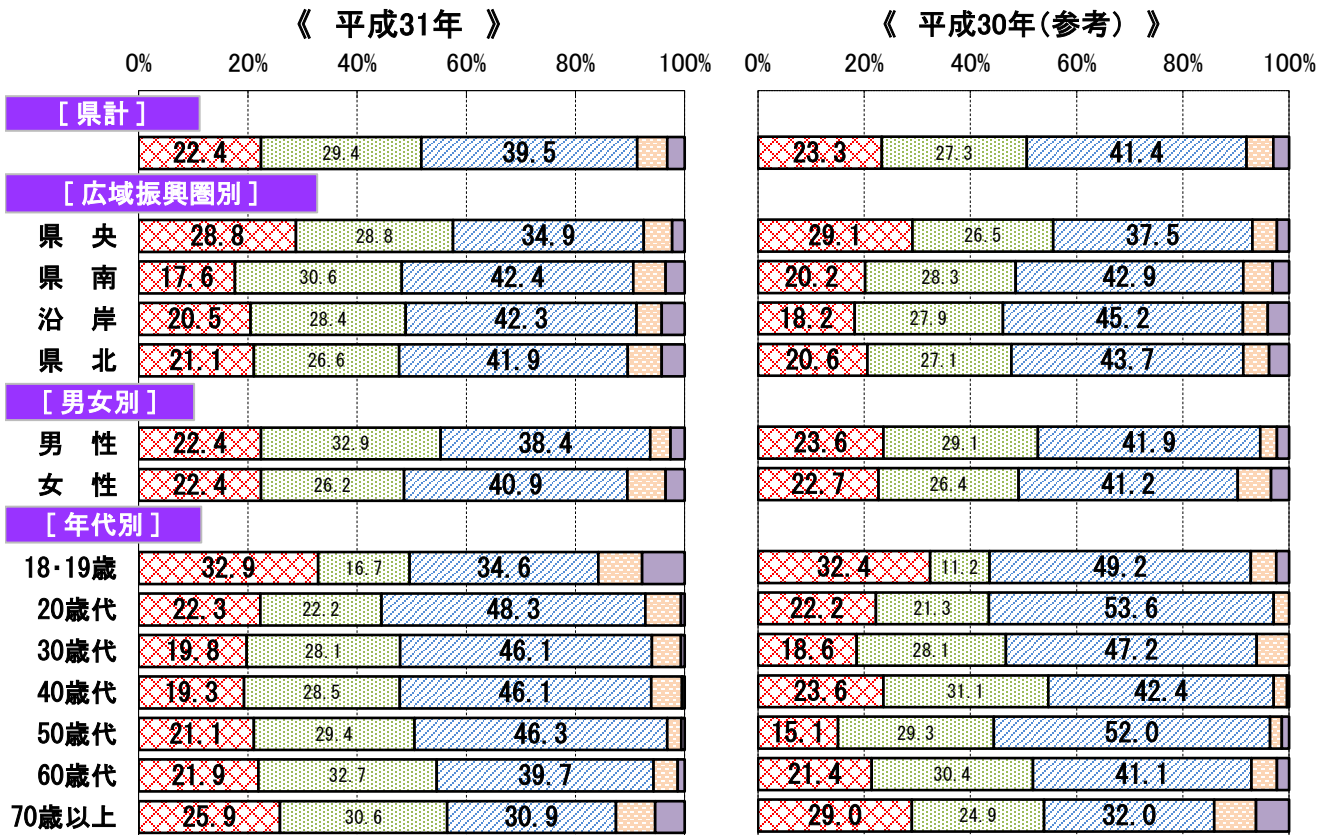 《 平成31年 》 《 平成30年(参考) 》
0% 20% 40% 60% 80% 100% 0% 20% 40% 60% 80% 100%
[ 県計 ]
22.4 29.4 39.5 23.3 27.3 41.4
[ 広域振興圏別 ]
県 央 28.8 28.8 34.9 29.1 26.5 37.5
県 南 17.6 30.6 42.4 20.2 28.3 42.9
沿 岸 20.5 28.4 42.3 18.2 27.9 45.2
県 北 21.1 26.6 41.9 20.6 27.1 43.7
[ 男女別 ]
男 性 22.4 32.9 38.4 23.6 29.1 41.9
女 性 22.4 26.2 40.9 22.7 26.4 41.2
[ 年代別 ]
18・19歳 32.9 16.7 34.6 32.4 11.2 49.2
20歳代 22.3 22.2 48.3 22.2 21.3 53.6
30歳代 19.8 28.1 46.1 18.6 28.1 47.2
40歳代 19.3 28.5 46.1 23.6 31.1 42.4
50歳代 21.1 29.4 46.3 15.1 29.3 52.0
60歳代 21.9 32.7 39.7 21.4 30.4 41.1
70歳以上 25.9 30.6 30.9 29.0 24.9 32.0